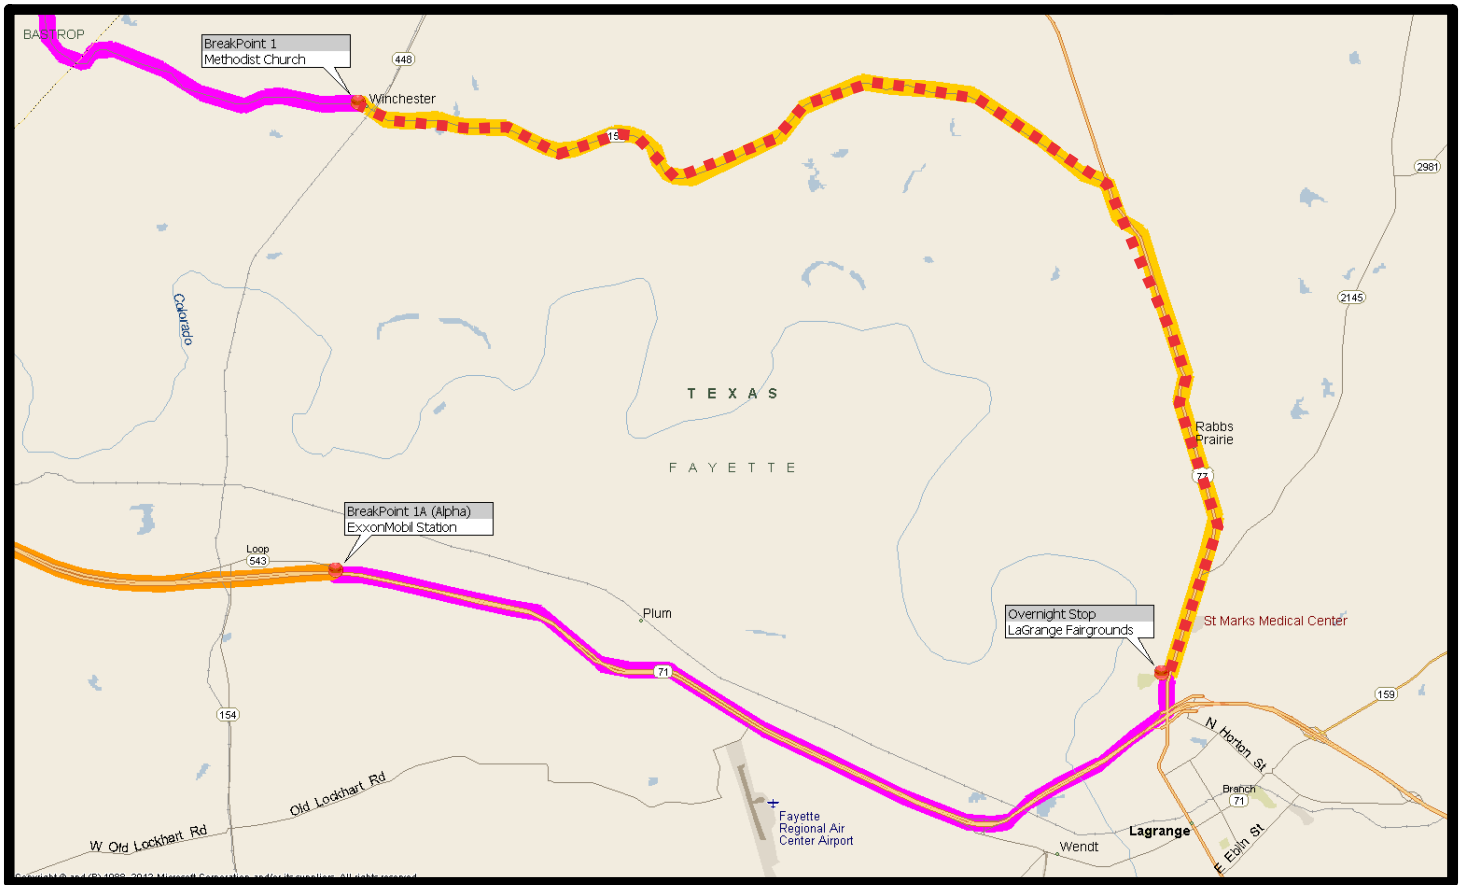 BASTROP
BreakPoint 1
Methodist Church
448
Winchester
2981
2145
Colorado
TEXAS
Rabbs
Prairie
FAYETTE
77
BreakPoint 1A (Alpha)
ExxonMobil Station
Loop
543
Plum
Overnight Stop
LaGrange Fairgrounds
St Marks Medical Center
71
159
154
N Horton St
Old Lockhart Rd
Branch
71
Fayette
Regional Air
Center Airport
Lagrange
W Old Lockhart Rd
Wendt
E Eblin St